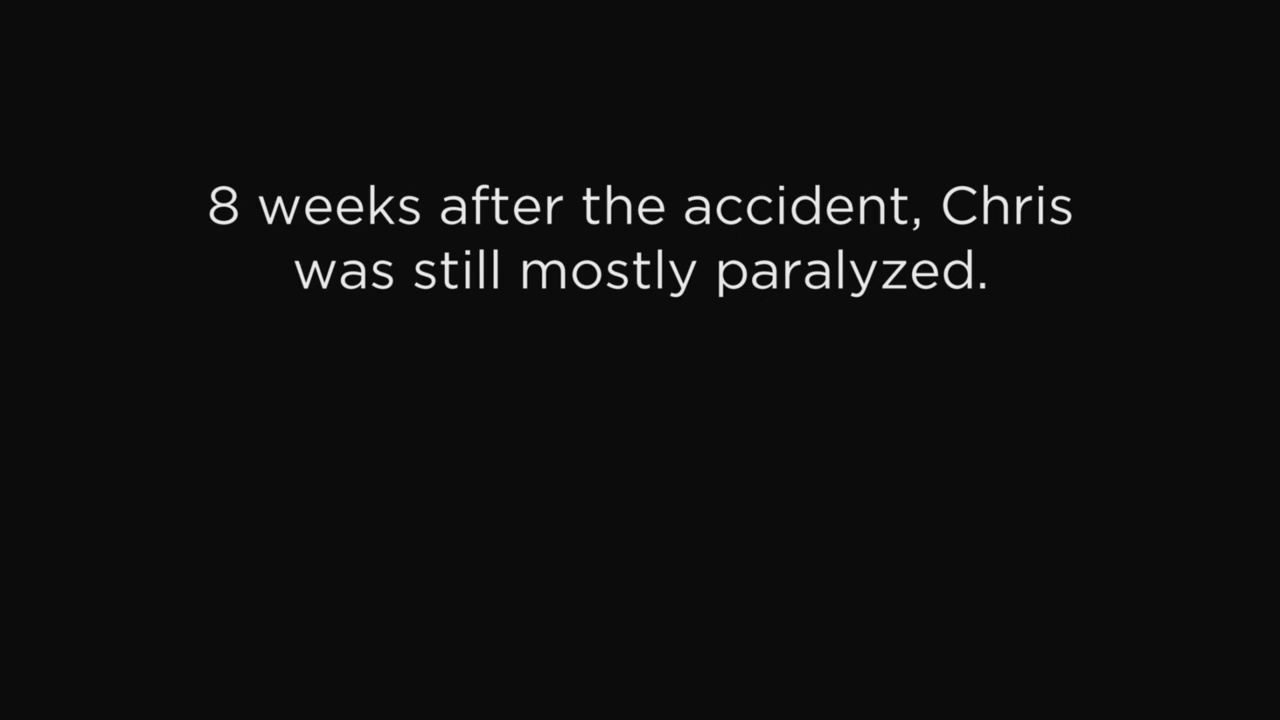 8 weeks after the accident, Chris
was still mostly paralyzed.